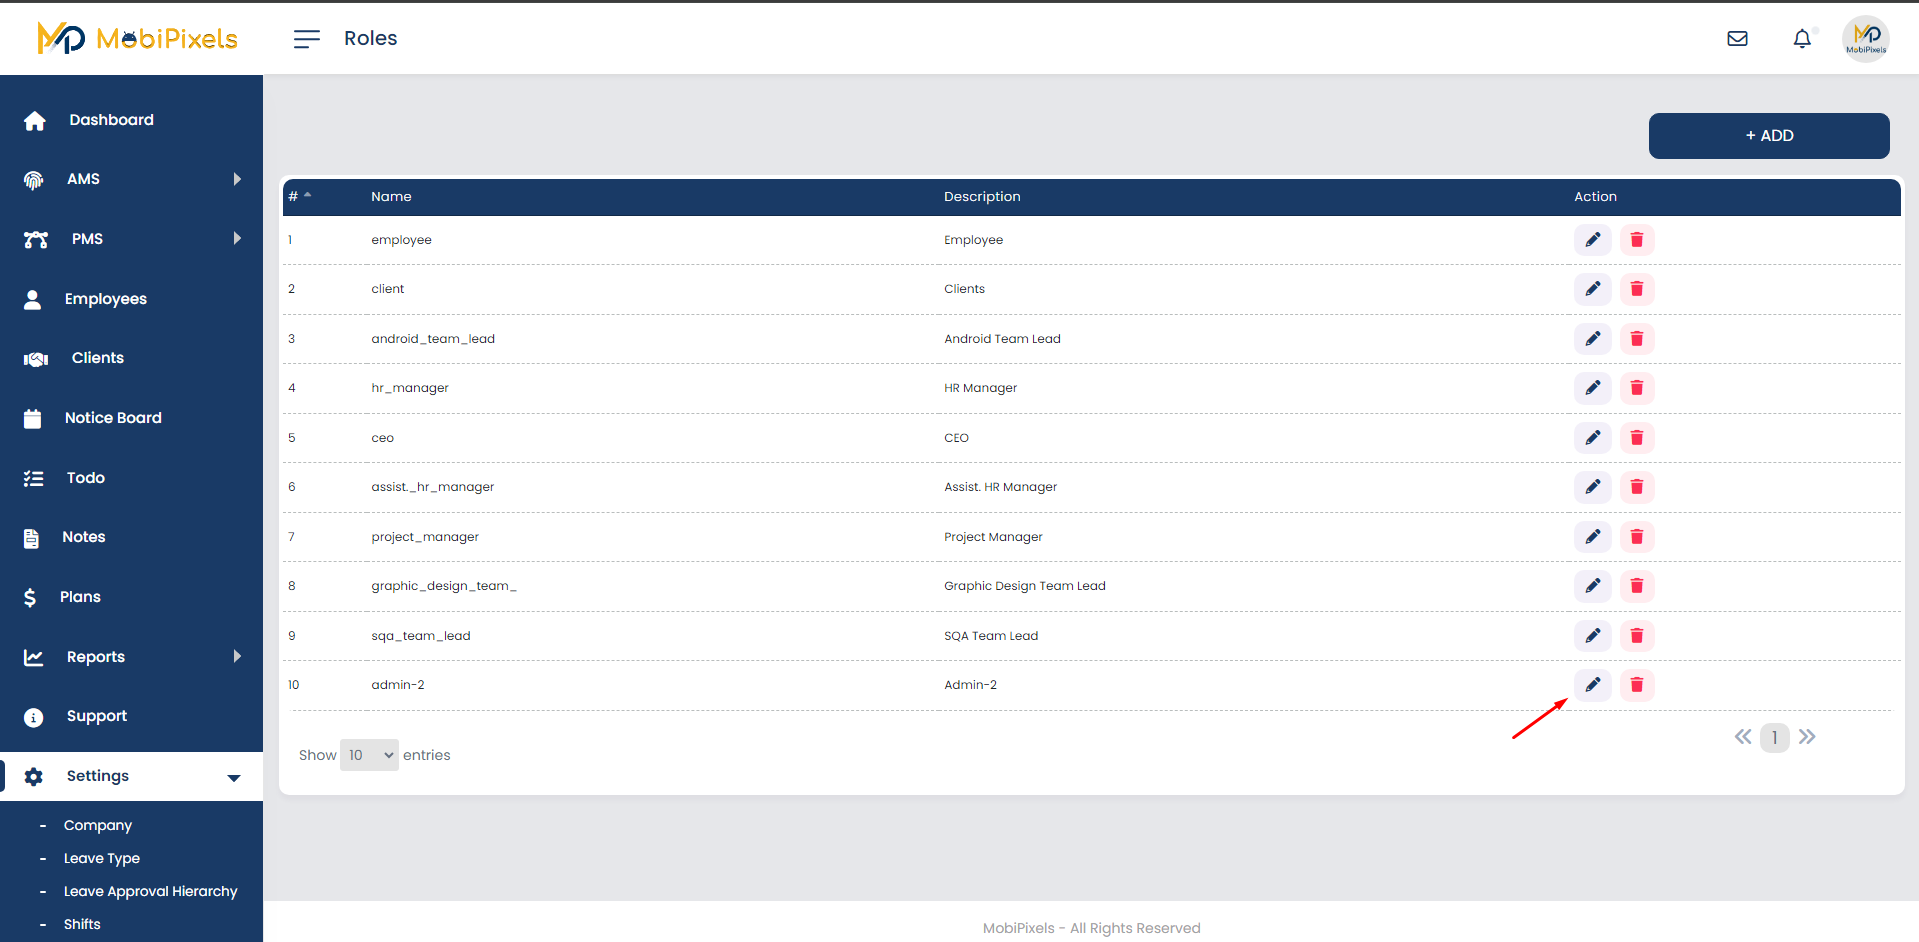 MobiPixels
Roles
MobiPixels
Dashboard
AMS
PMS
Employees
Clients
Notice Board
Todo
Notes
Plans
Reports
Support
Settings
- Company
- Leave Type
- Leave Approval Hierarchy
- Shifts
+ ADD
# Name Description Action
1 employee Employee
2 client Clients
3 android_team_lead Android Team Lead
4 hr_manager HR Manager
5 ceo CEO
6 assist._hr_manager Assist. HR Manager
7 project_manager Project Manager
8 graphic_design_team_ Graphic Design Team Lead
9 sqa_team_lead SQA Team Lead
10 admin-2 Admin-2
Show 10 entries
1
MobiPixels - All Rights Reserved